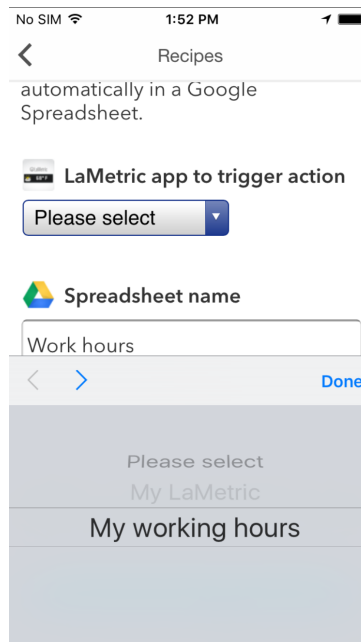 No SIM 1:52 PM
Recipes
automatically in a Google
Spreadsheet.
LaMetric app to trigger action
Please select
Spreadsheet name
Work hours
Done
Please select
My LaMetric
My working hours